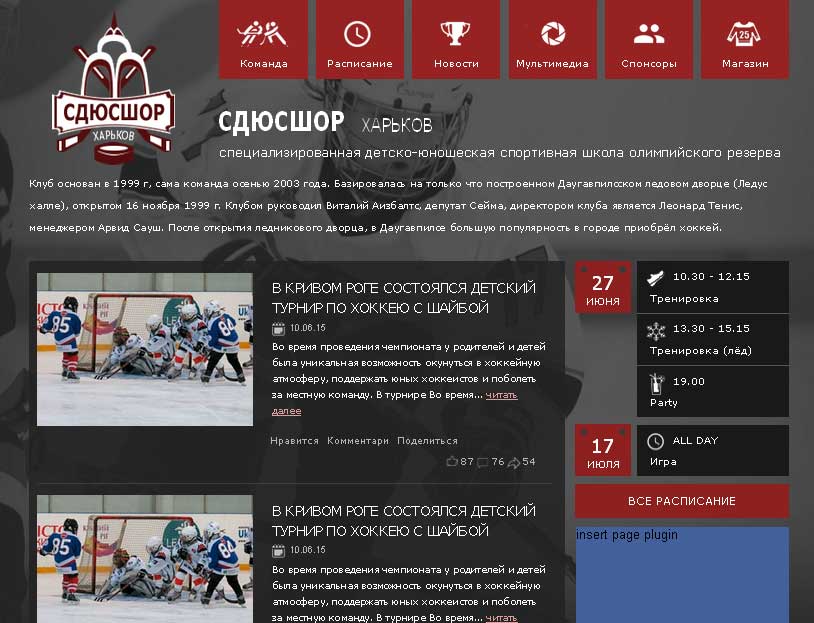 СДЮСШОР
ХАРЬКОВ
Команда
Расписание
Новости
Мультимедиа
Спонсоры
25
Магазин
СДЮСШОР ХАРЬКОВ
специализированная детско-юношеская спортивная школа олимпийского резерва
Клуб основан в 1999 г, сама команда осенью 2003 года. Базировалась на только что построенном Даугавпилсском ледовом дворце (Ледус
халле), открытом 16 ноября 1999 г. Клубом руководил Виталий Аизбалтс, депутат Сейма, директором клуба является Леонард Тенис,
менеджером Арвид Сауш. После открытия ледникового дворца, в Даугавпилсе большую популярность в городе приобрёл хоккей.
85
84
В КРИВОМ РОГЕ СОСТОЯЛСЯ ДЕТСКИЙ
ТУРНИР ПО ХОККЕЮ С ШАЙБОЙ
10.06.15
Во время проведения чемпионата у родителей и детей
была уникальная возможность окунуться в хоккейную
атмосферу, поддержать юных хоккеистов и поболеть
за местную команду. В турнире Во время... читать
далее
Нравится Комментари Поделиться
87 76 54
85
84
В КРИВОМ РОГЕ СОСТОЯЛСЯ ДЕТСКИЙ
ТУРНИР ПО ХОККЕЮ С ШАЙБОЙ
10.06.15
Во время проведения чемпионата у родителей и детей
была уникальная возможность окунуться в хоккейную
атмосферу, поддержать юных хоккеистов и поболеть
за местную команду. В турнире Во время... читать
27
ИЮНЯ
10.30 - 12.15
Тренировка
13.30 - 15.15
Тренировка (лёд)
19.00
Party
17
ИЮЛЯ
ALL DAY
Игра
ВСЕ РАСПИСАНИЕ
insert page plugin